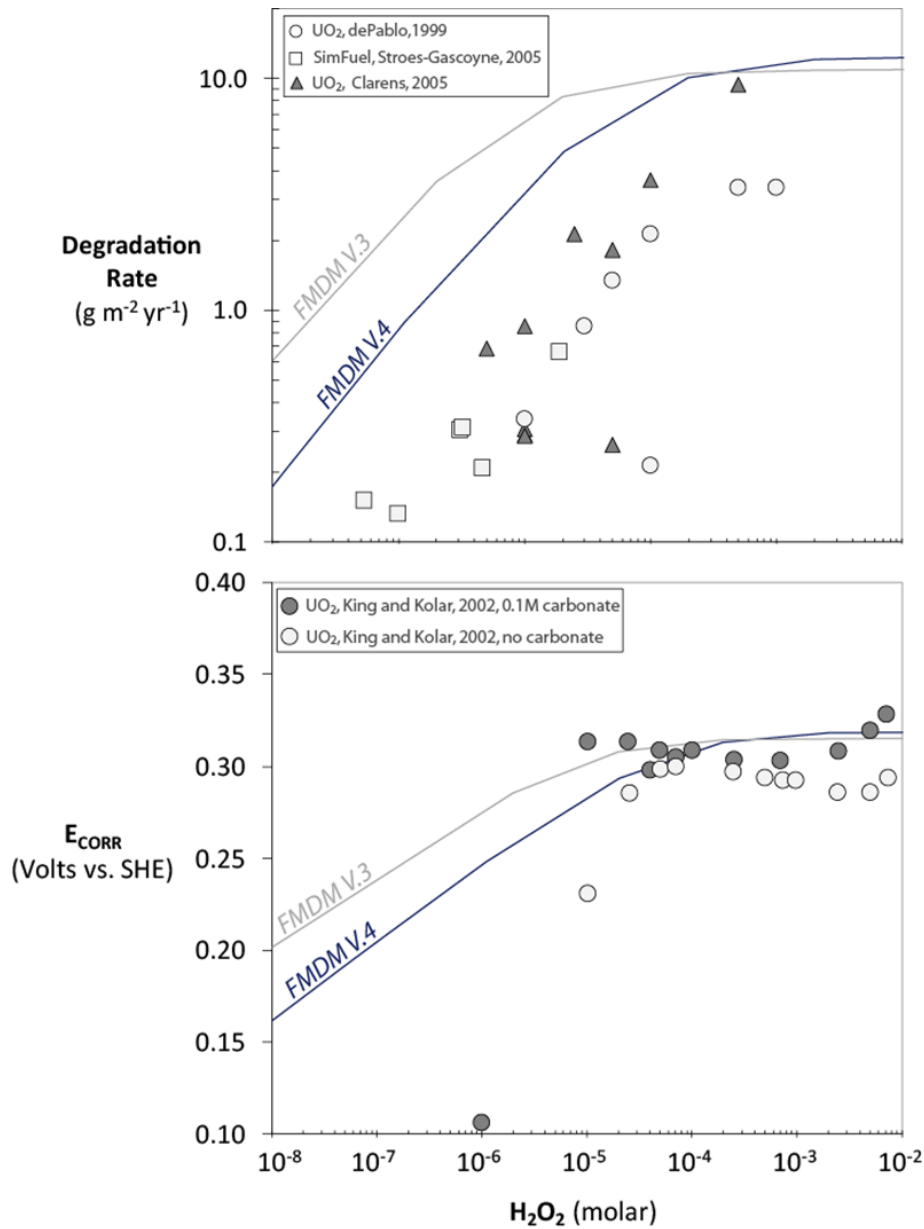 UO₂, dePablo,1999
SimFuel, Stroes-Gascoyne, 2005
UO₂, Clarens, 2005
10.0
1.0
0.1
Degradation
Rate
(g m⁻² yr⁻¹)
FMDM V.3
FMDM V.4
UO₂, King and Kolar, 2002, 0.1M carbonate
UO₂, King and Kolar, 2002, no carbonate
0.40
0.35
0.30
0.25
0.20
0.15
0.10
E_CORR
(Volts vs. SHE)
FMDM V.3
FMDM V.4
10⁻⁸ 10⁻⁷ 10⁻⁶ 10⁻⁵ 10⁻⁴ 10⁻³ 10⁻²
H₂O₂ (molar)